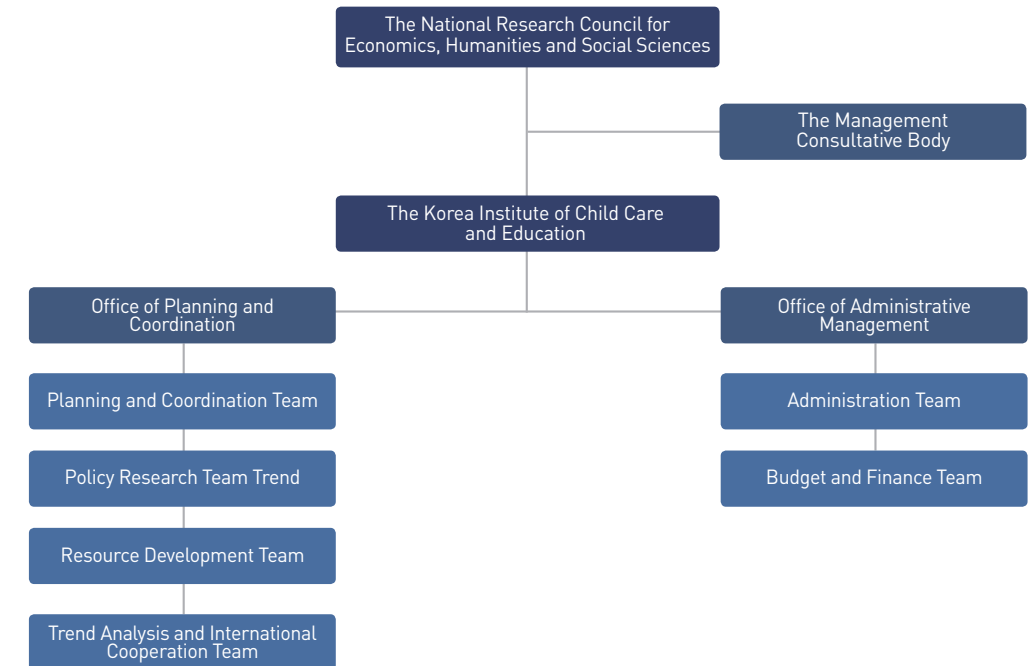 The National Research Council for
Economics, Humanities and Social Sciences
The Management
Consultative Body
The Korea Institute of Child Care
and Education
Office of Planning and
Coordination
Office of Administrative
Management
Planning and Coordination Team
Administration Team
Policy Research Team Trend
Budget and Finance Team
Resource Development Team
Trend Analysis and International
Cooperation Team